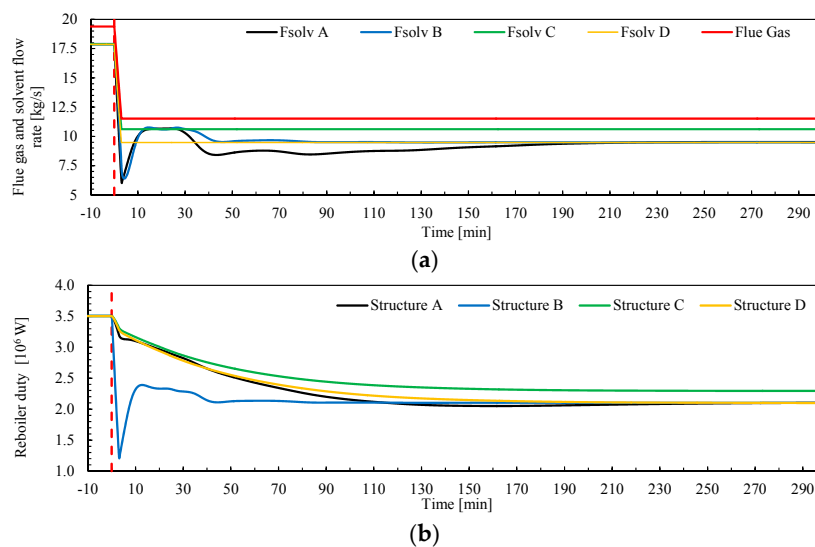 (a)
Fsolv A Fsolv B Fsolv C Fsolv D Flue Gas
Flue gas and solvent flow
rate [kg/s]
20
17.5
15
12.5
10
7.5
5
-10 10 30 50 70 90 110 130 150 170 190 210 230 250 270 290
Time [min]
(a)
Structure A Structure B Structure C Structure D
Reboiler duty [10⁶ W]
4.0
3.5
3.0
2.5
2.0
1.5
1.0
-10 10 30 50 70 90 110 130 150 170 190 210 230 250 270 290
Time [min]
(b)